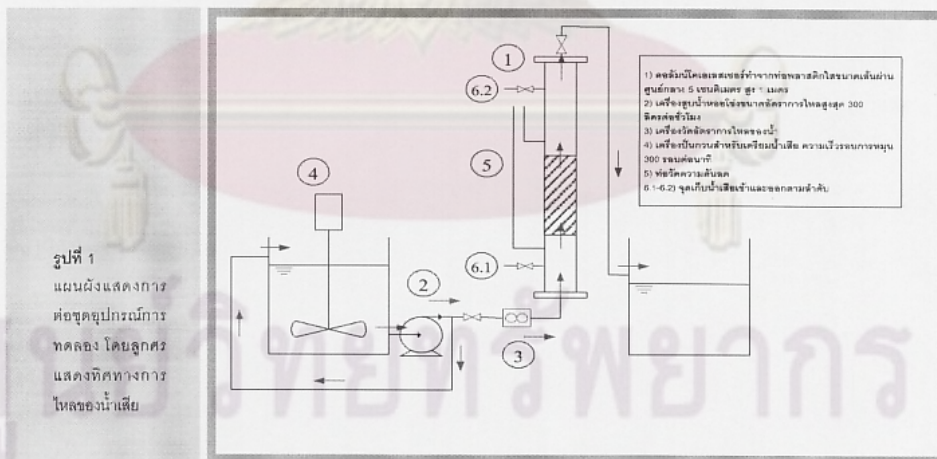 รูปที่ 1
แผนผังแสดงการ
ต่อชุดอุปกรณ์การ
ทดลอง โดยลูกศร
แสดงทิศทางการ
ไหลของน้ำเสีย
1
6.2
5
4
6.1
2
3
1) คอลัมน์โคเอเลสเซอร์ทำจากท่อพลาสติกใสขนาดเส้นผ่าน
ศูนย์กลาง 5 เซนติเมตร สูง 1 เมตร
2) เครื่องสูบน้ำหอยโข่งขนาดอัตราการไหลสูงสุด 300
ลิตรต่อชั่วโมง
3) เครื่องวัดอัตราการไหลของน้ำ
4) เครื่องปั่นกวนสำหรับเตรียมน้ำเสีย ความเร็วรอบการหมุน
300 รอบต่อนาที
5) ท่อวัดความดันลด
6.1-6.2) จุดเก็บน้ำเสียเข้าและออกตามลำดับ
ศูนย์วิทยทรัพยากร